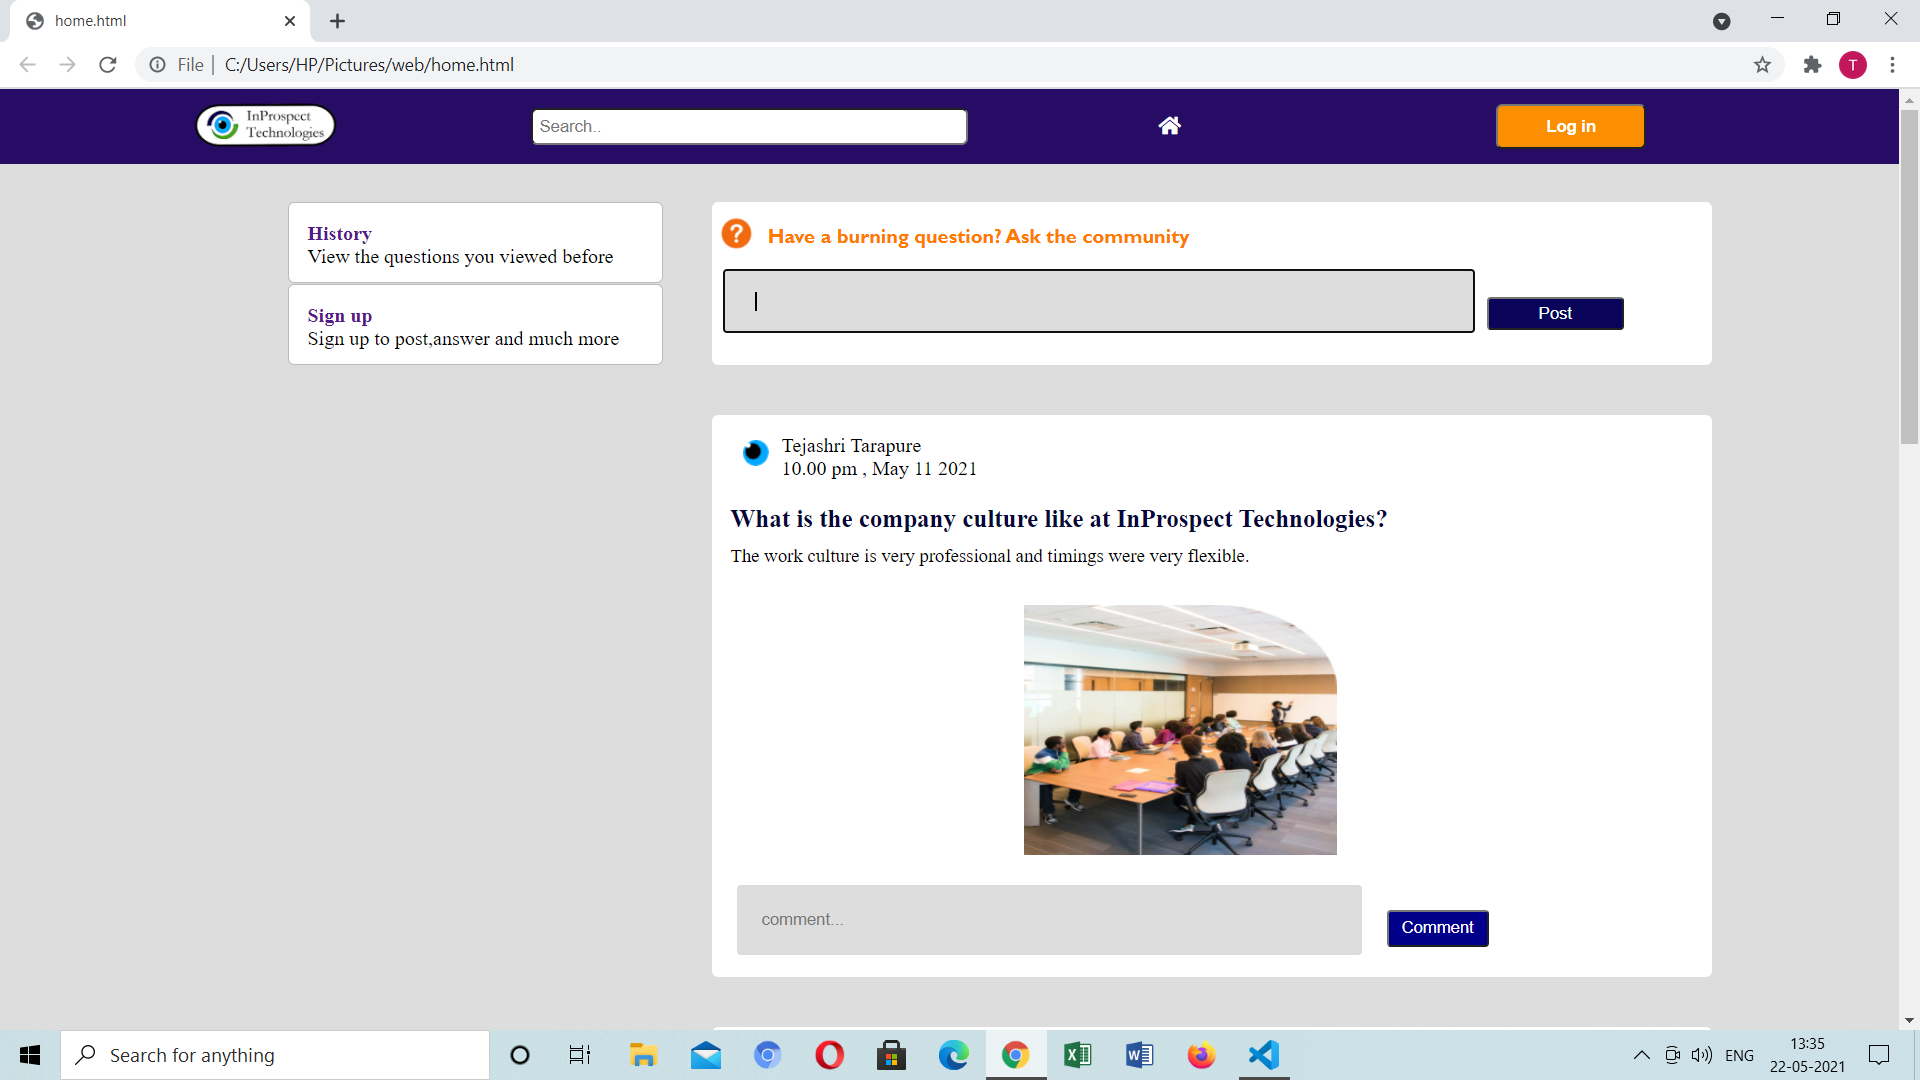 home.html
File
C:/Users/HP/Pictures/web/home.html
T
InProspect
Technologies
Search..
Log in
History
View the questions you viewed before
Sign up
Sign up to post,answer and much more
? Have a burning question? Ask the community
Post
Tejashri Tarapure
10.00 pm , May 11 2021
What is the company culture like at InProspect Technologies?
The work culture is very professional and timings were very flexible.
comment...
Comment
Search for anything
ENG
13:35
22-05-2021